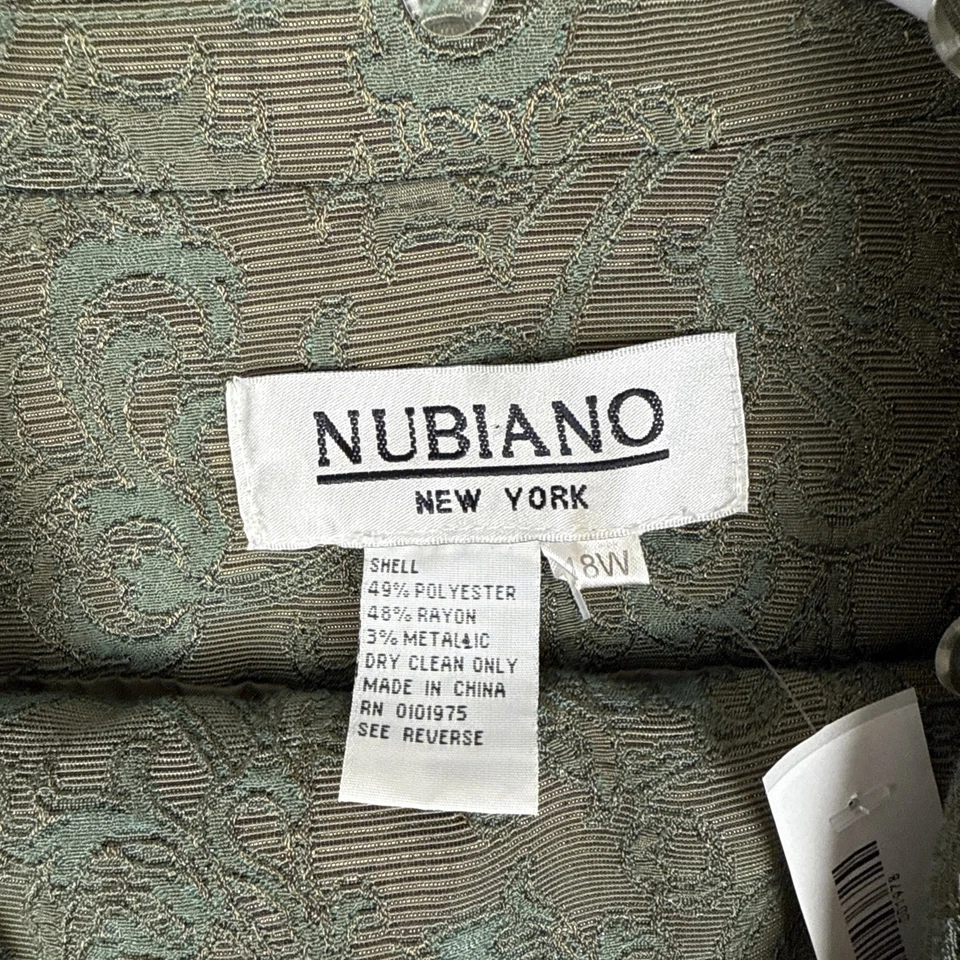 NUBIANO
NEW YORK
18W
SHELL
49% POLYESTER
48% RAYON
3% METALLIC
DRY CLEAN ONLY
MADE IN CHINA
RN 0101975
SEE REVERSE